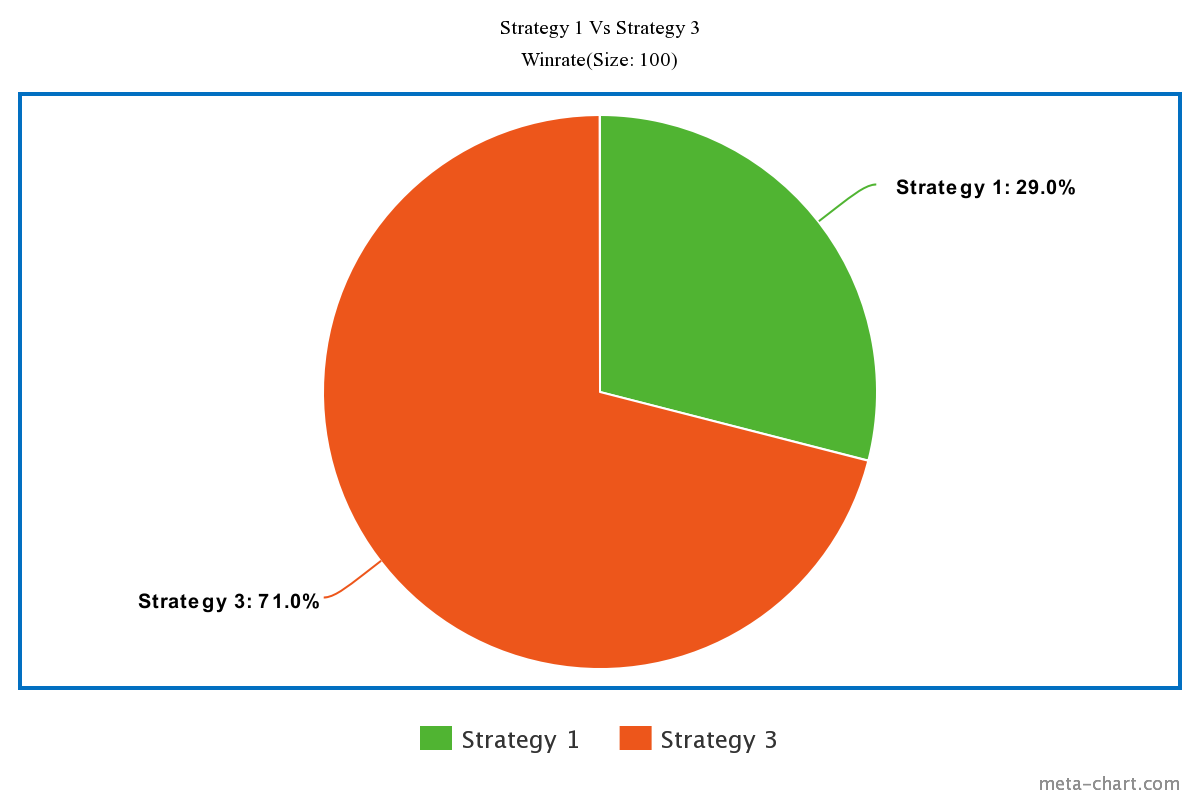 Strategy 1 Vs Strategy 3
Winrate(Size: 100)
Strategy 1: 29.0%
Strategy 3: 71.0%
Strategy 1
Strategy 3
meta-chart.com